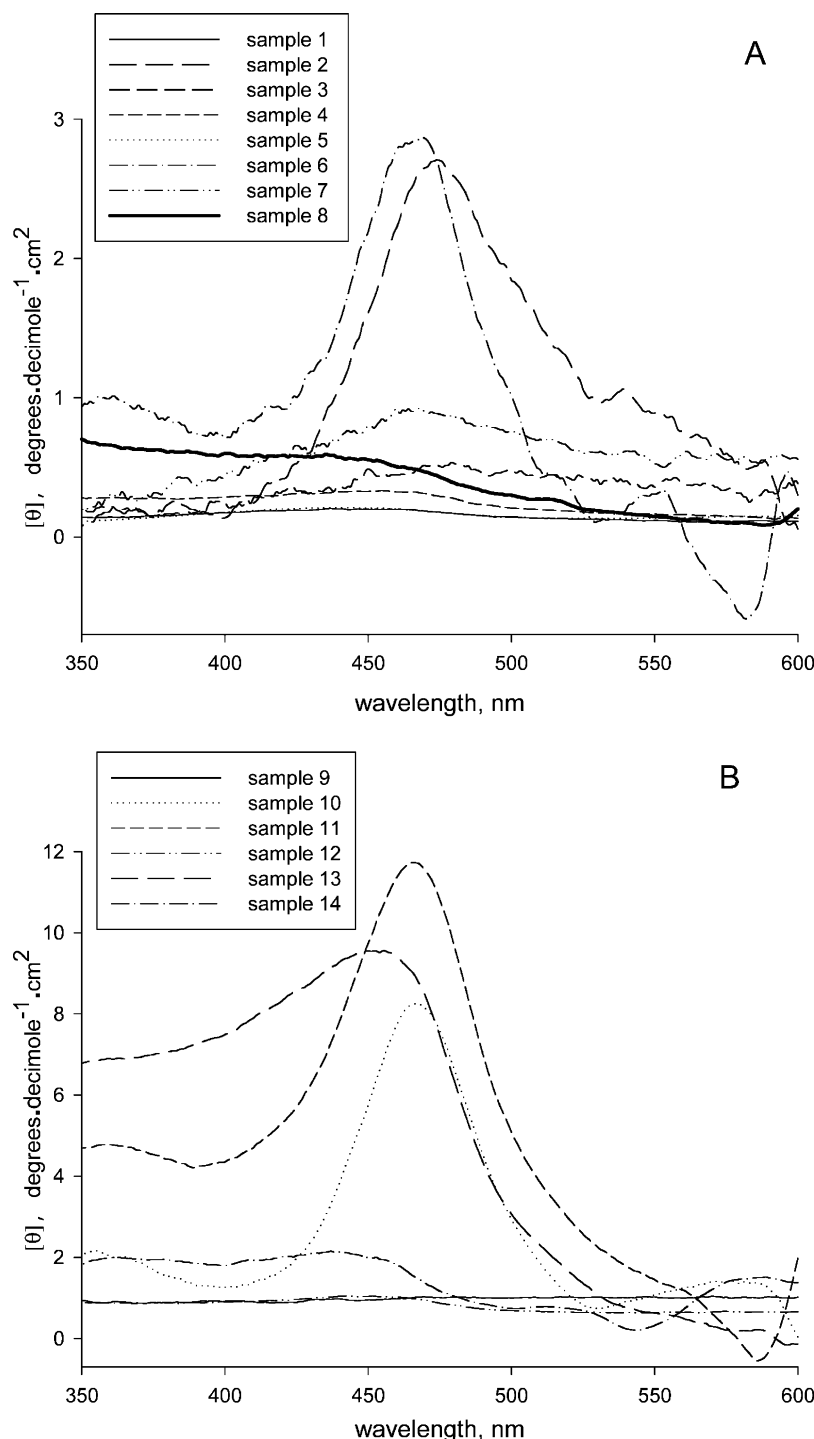 sample 1
sample 2
sample 3
sample 4
sample 5
sample 6
sample 7
sample 8
A
3
2
1
0
[θ], degrees.decimole⁻¹.cm²
350 400 450 500 550 600
wavelength, nm
sample 9
sample 10
sample 11
sample 12
sample 13
sample 14
B
12
10
8
6
4
2
0
[θ], degrees.decimole⁻¹.cm²
350 400 450 500 550 600
wavelength, nm